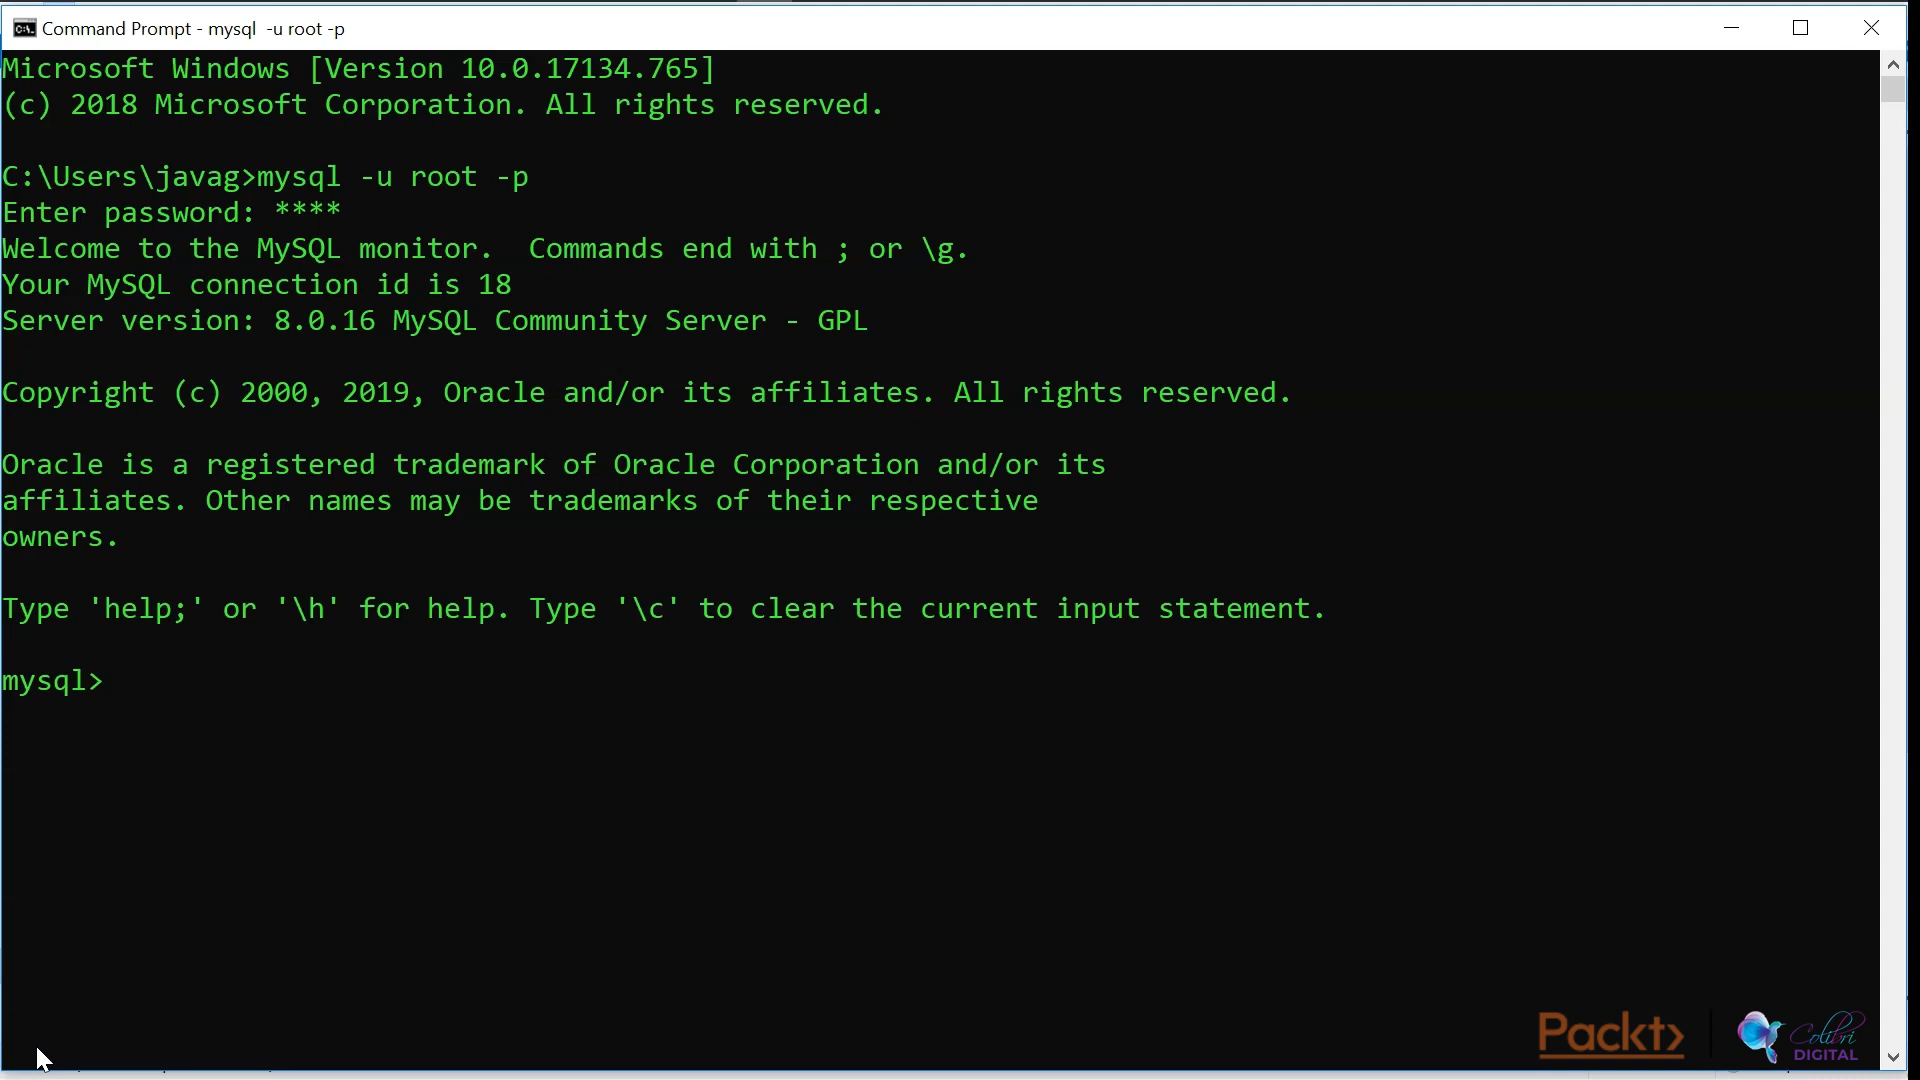 Command Prompt - mysql  -u root -p
Microsoft Windows [Version 10.0.17134.765]
(c) 2018 Microsoft Corporation. All rights reserved.
C:\Users\javag>mysql -u root -p
Enter password: ****
Welcome to the MySQL monitor.  Commands end with ; or \g.
Your MySQL connection id is 18
Server version: 8.0.16 MySQL Community Server - GPL
Copyright (c) 2000, 2019, Oracle and/or its affiliates. All rights reserved.
Oracle is a registered trademark of Oracle Corporation and/or its
affiliates. Other names may be trademarks of their respective
owners.
Type 'help;' or '\h' for help. Type '\c' to clear the current input statement.
mysql>
Packt>
Colibri
DIGITAL